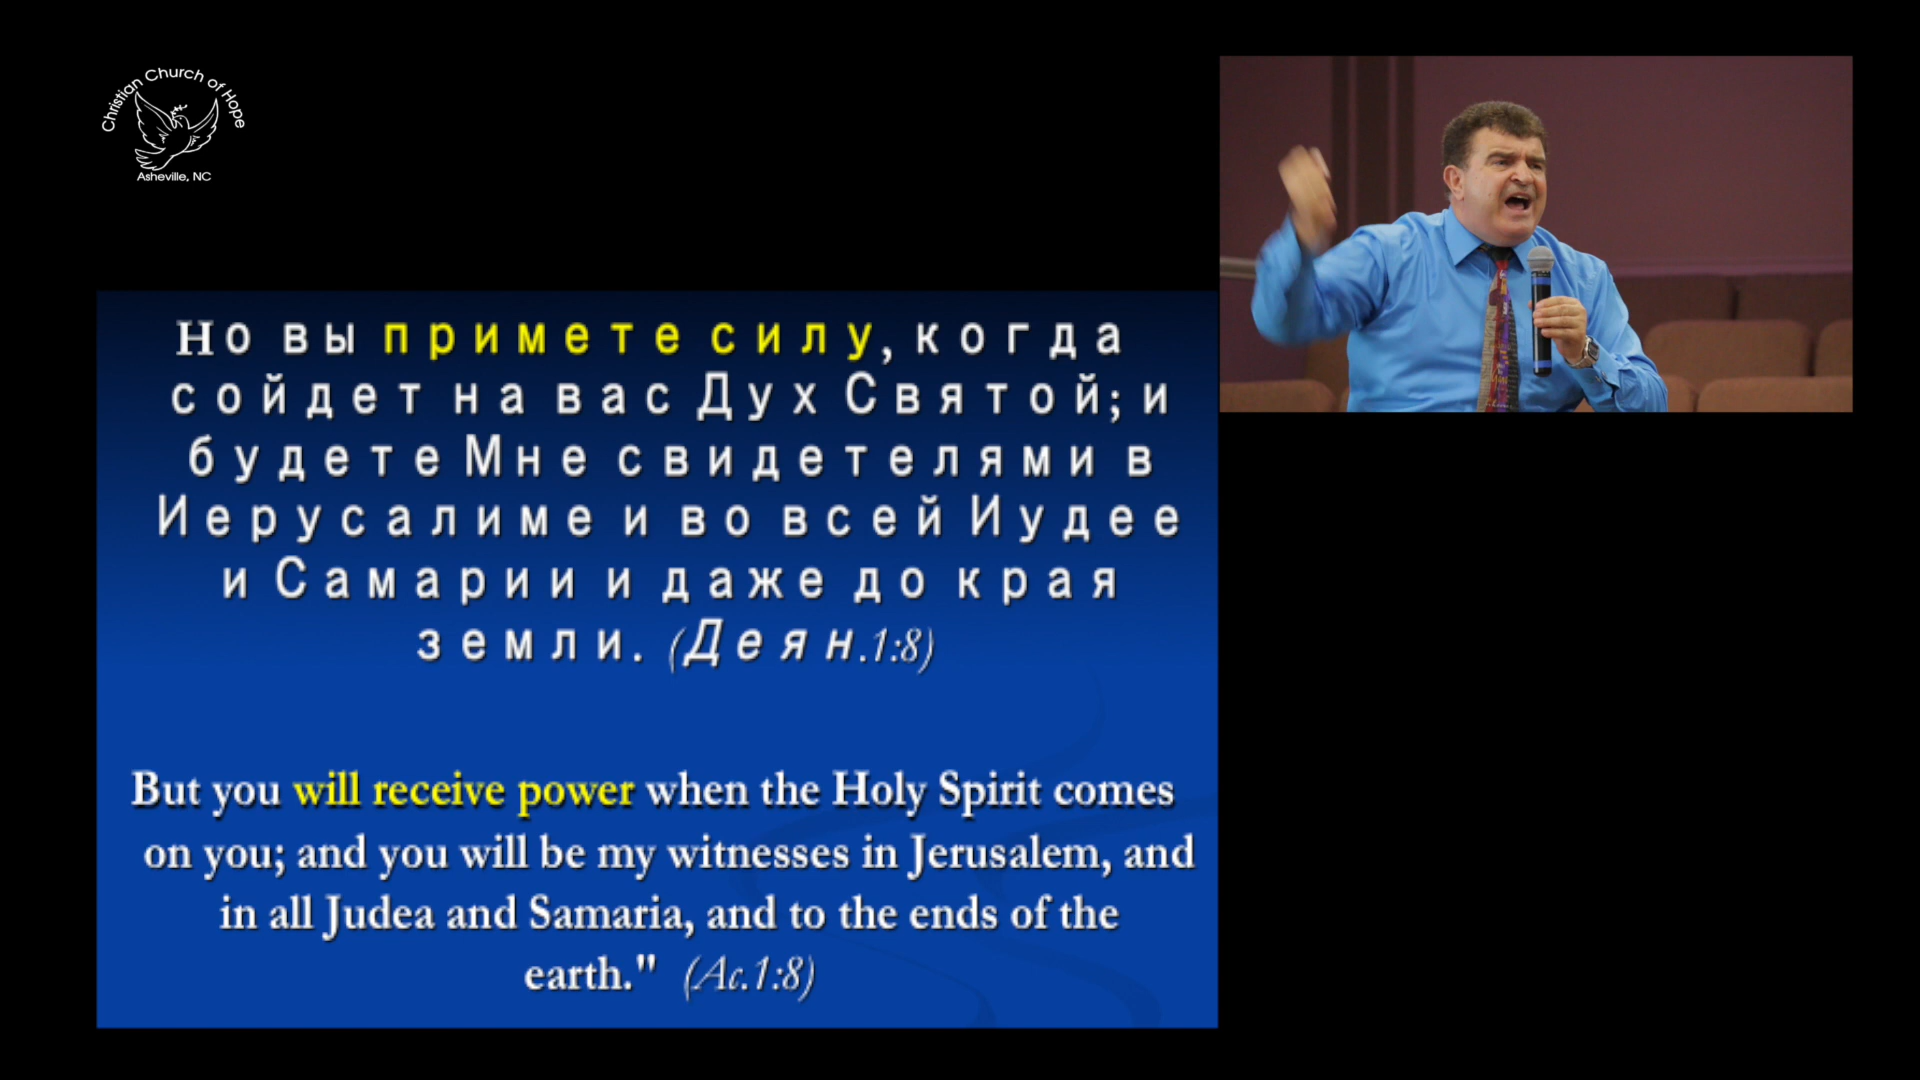 Christian Church of Hope
Asheville, NC
Но вы примете силу, когда
сойдет на вас Дух Святой; и
будете Мне свидетелями в
Иерусалиме и во всей Иудее
и Самарии и даже до края
земли. (Деян.1:8)
But you will receive power when the Holy Spirit comes
on you; and you will be my witnesses in Jerusalem, and
in all Judea and Samaria, and to the ends of the
earth." (Ac.1:8)